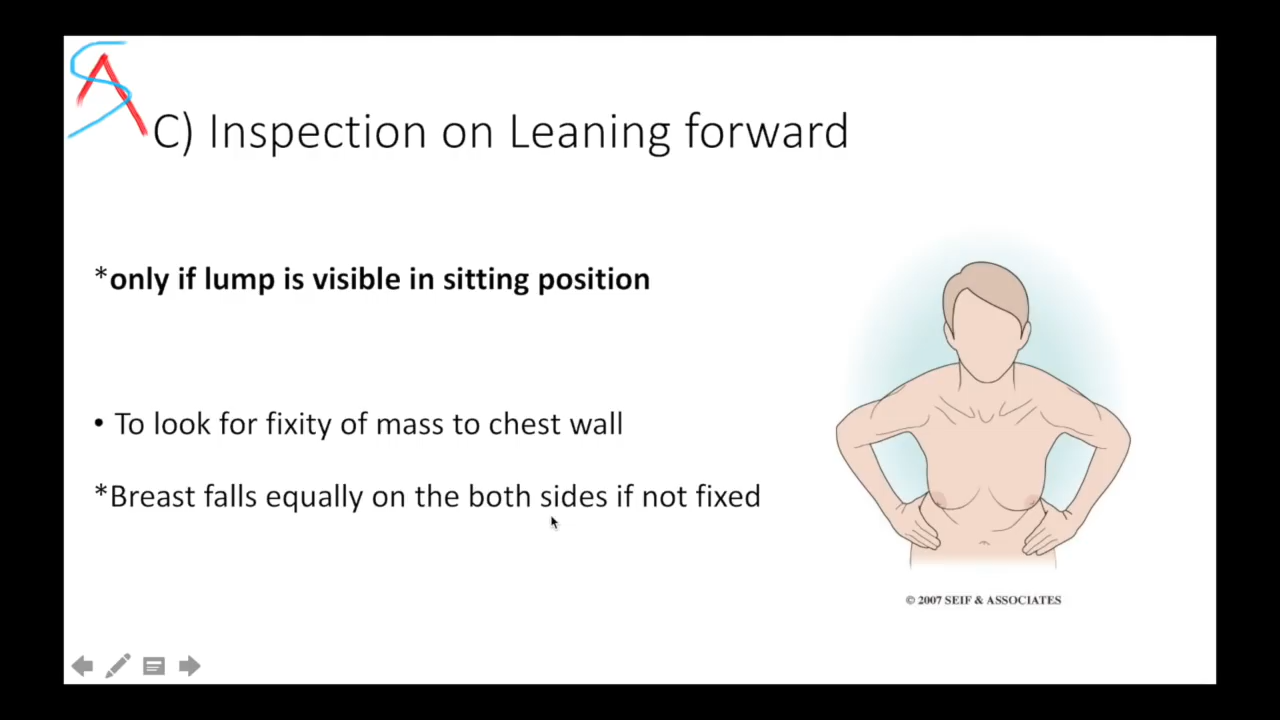 SA
C) Inspection on Leaning forward
*only if lump is visible in sitting position
• To look for fixity of mass to chest wall
*Breast falls equally on the both sides if not fixed
© 2007 SEIF & ASSOCIATES